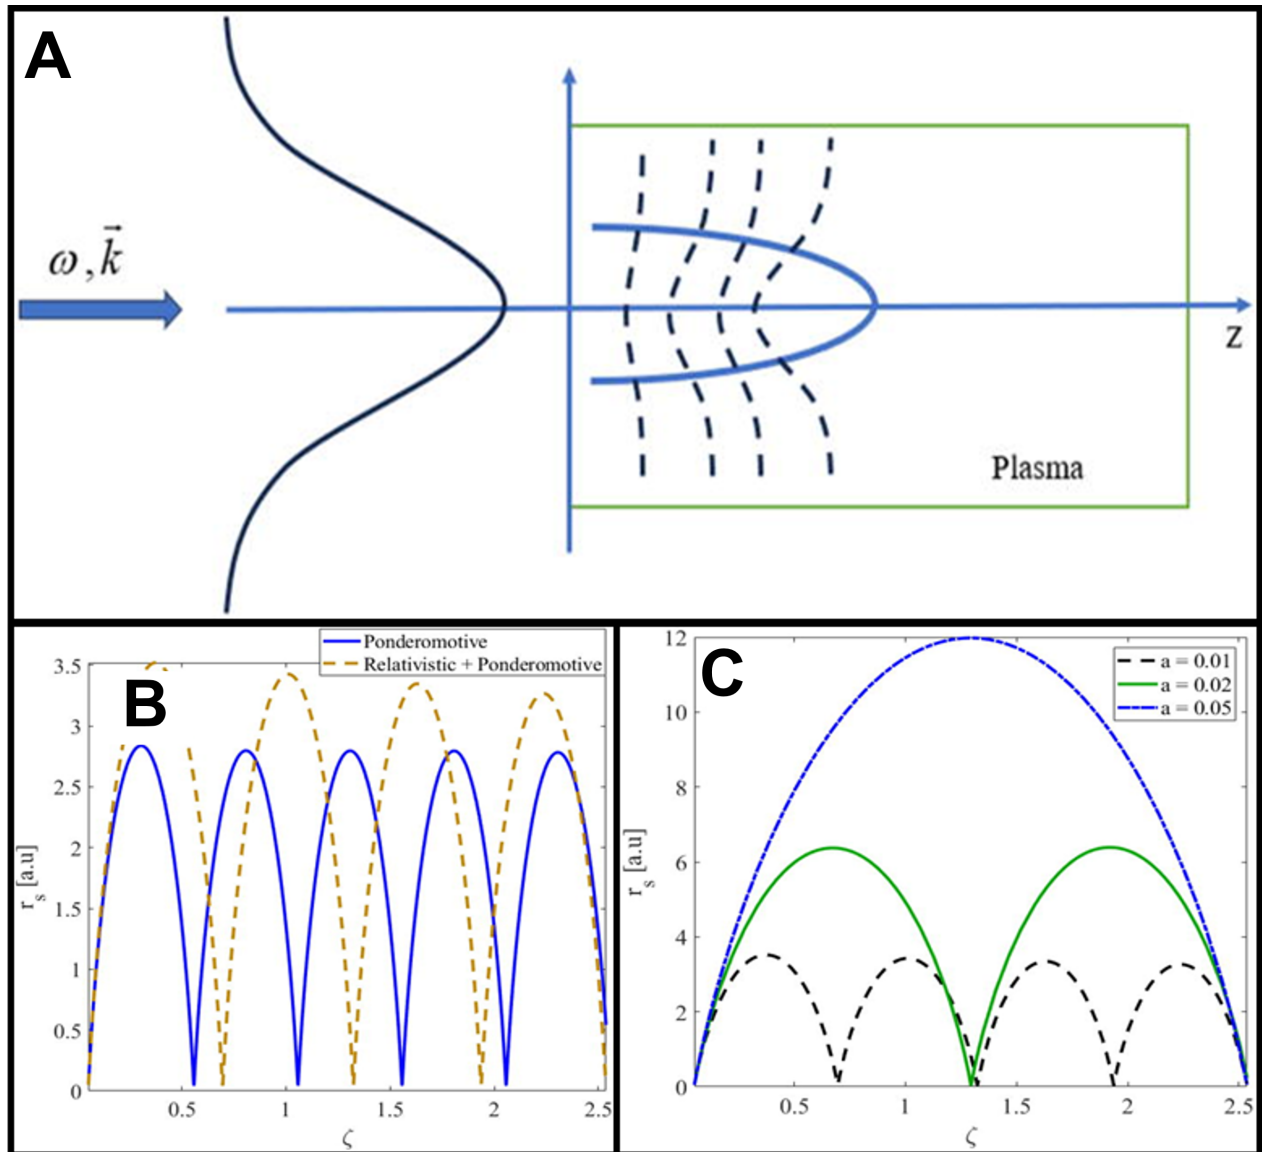 A
ω, k⃗
z
Plasma
B
Ponderomotive
Relativistic + Ponderomotive
3.5
3
2.5
2
1.5
1
0.5
0
r_s [a.u]
0.5 1 1.5 2 2.5
ζ
C
a = 0.01
a = 0.02
a = 0.05
12
10
8
6
4
2
0
r_s [a.u]
0.5 1 1.5 2 2.5
ζ